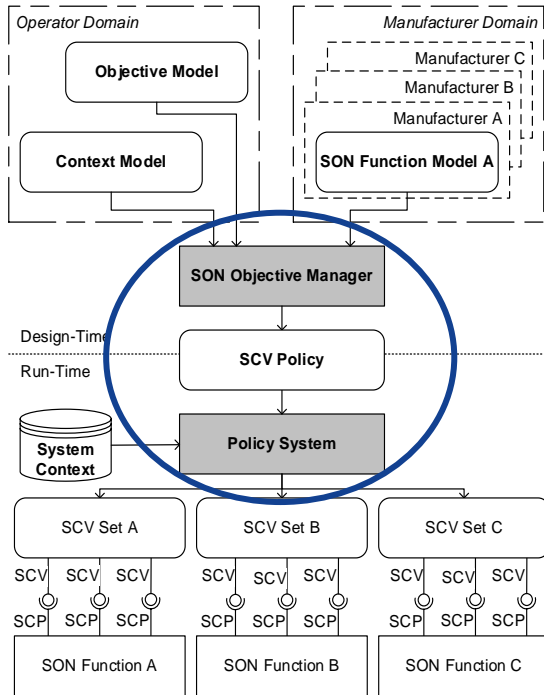 Operator Domain
Manufacturer Domain
Objective Model
Context Model
Manufacturer C
Manufacturer B
Manufacturer A
SON Function Model A
SON Objective Manager
Design-Time
SCV Policy
Run-Time
System
Context
Policy System
SCV Set A
SCV Set B
SCV Set C
SCV SCV SCV SCV SCV SCV SCV SCV SCV
SCP SCP SCP SCP SCP SCP SCP SCP SCP
SON Function A
SON Function B
SON Function C